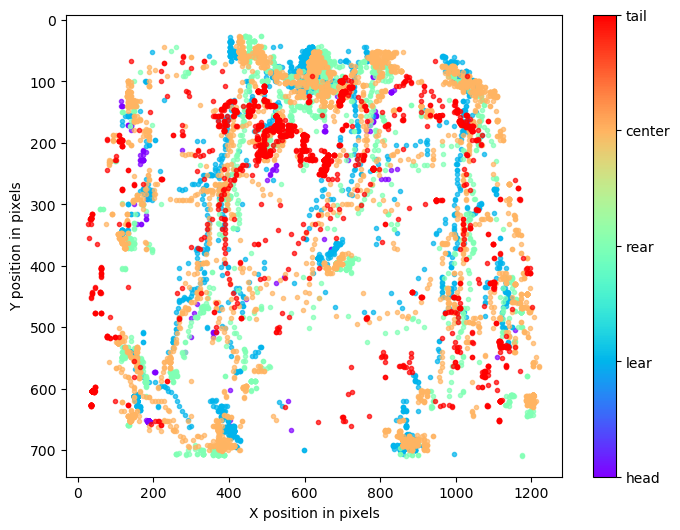 0
100
200
300
400
500
600
700
Y position in pixels
0 200 400 600 800 1000 1200
X position in pixels
tail
center
rear
lear
head